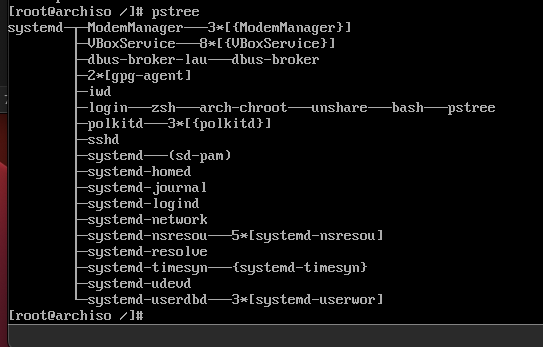 [root@archiso /]# pstree
systemd─┬─ModemManager───3*[{ModemManager}]
        ├─VBoxService───8*[{VBoxService}]
        ├─dbus-broker-lau───dbus-broker
        ├─2*[gpg-agent]
        ├─iwd
        ├─login───zsh───arch-chroot───unshare───bash───pstree
        ├─polkitd───3*[{polkitd}]
        ├─sshd
        ├─systemd───(sd-pam)
        ├─systemd-homed
        ├─systemd-journal
        ├─systemd-logind
        ├─systemd-network
        ├─systemd-nsresou───5*[systemd-nsresou]
        ├─systemd-resolve
        ├─systemd-timesyn───{systemd-timesyn}
        ├─systemd-udevd
        └─systemd-userdbd───3*[systemd-userwor]
[root@archiso /]#